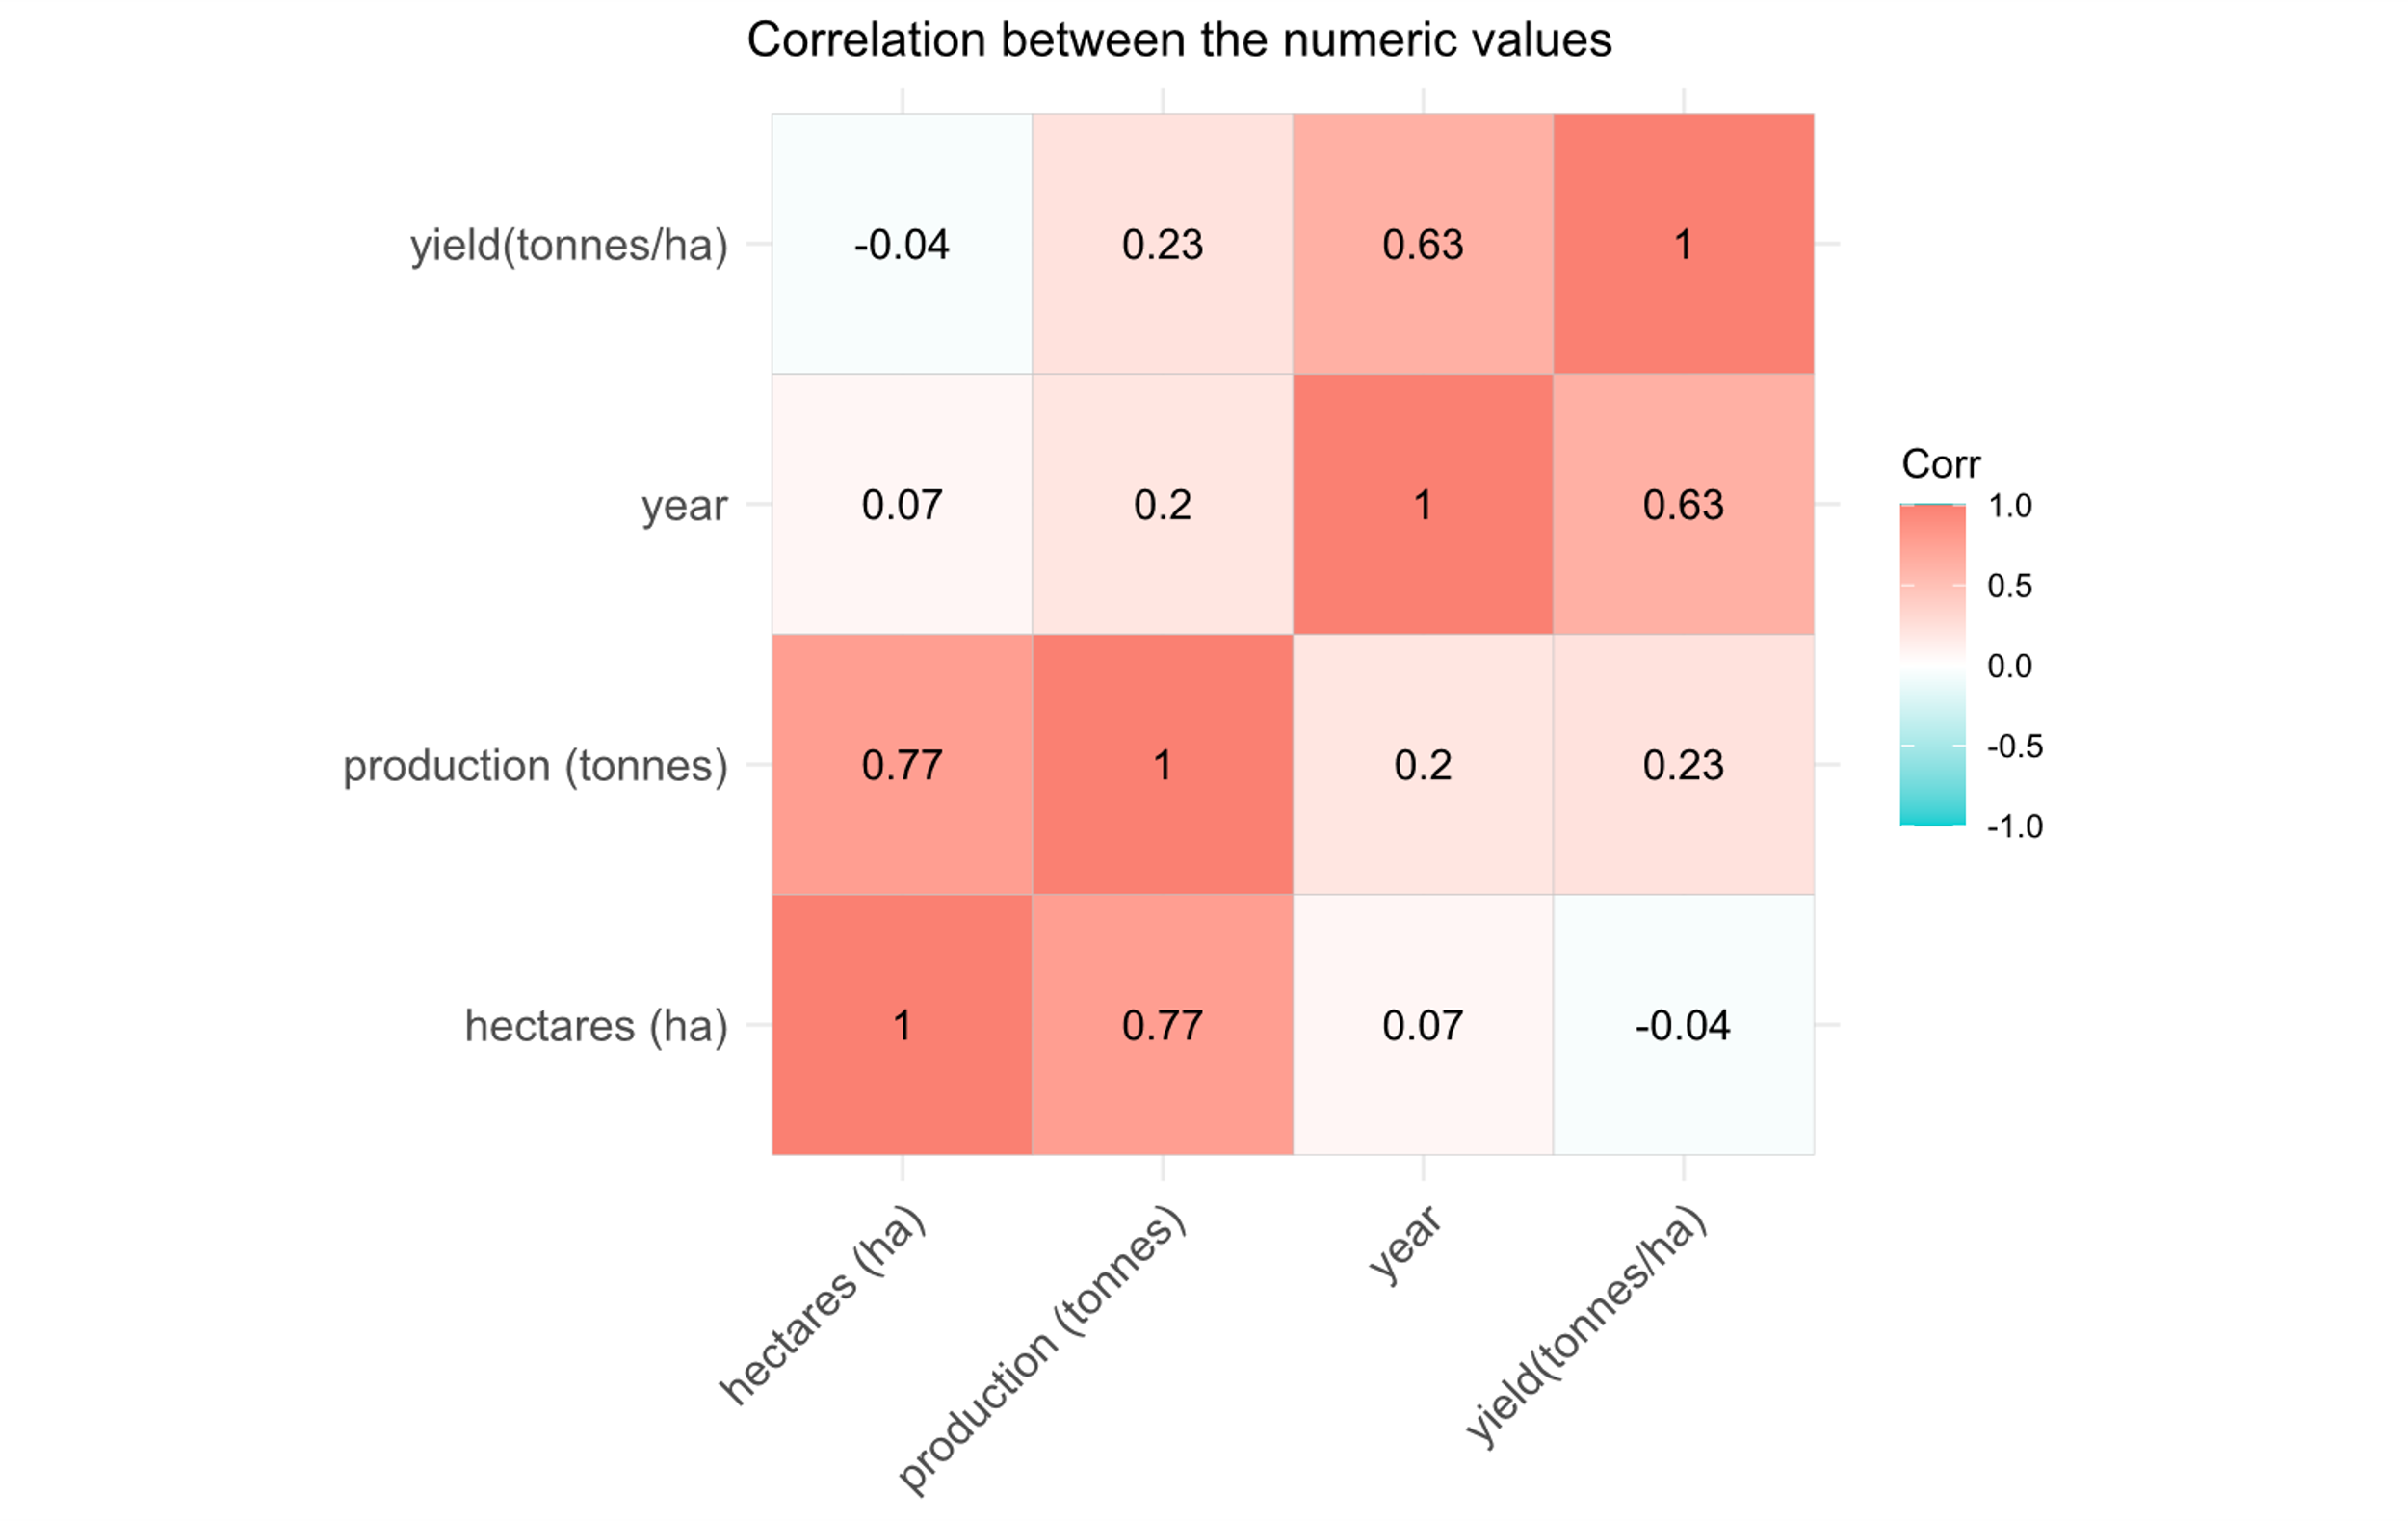 Correlation between the numeric values
yield(tonnes/ha) -0.04 0.23 0.63 1
year 0.07 0.2 1 0.63
production (tonnes) 0.77 1 0.2 0.23
hectares (ha) 1 0.77 0.07 -0.04
hectares (ha) production (tonnes) year yield(tonnes/ha)
Corr
1.0
0.5
0.0
-0.5
-1.0